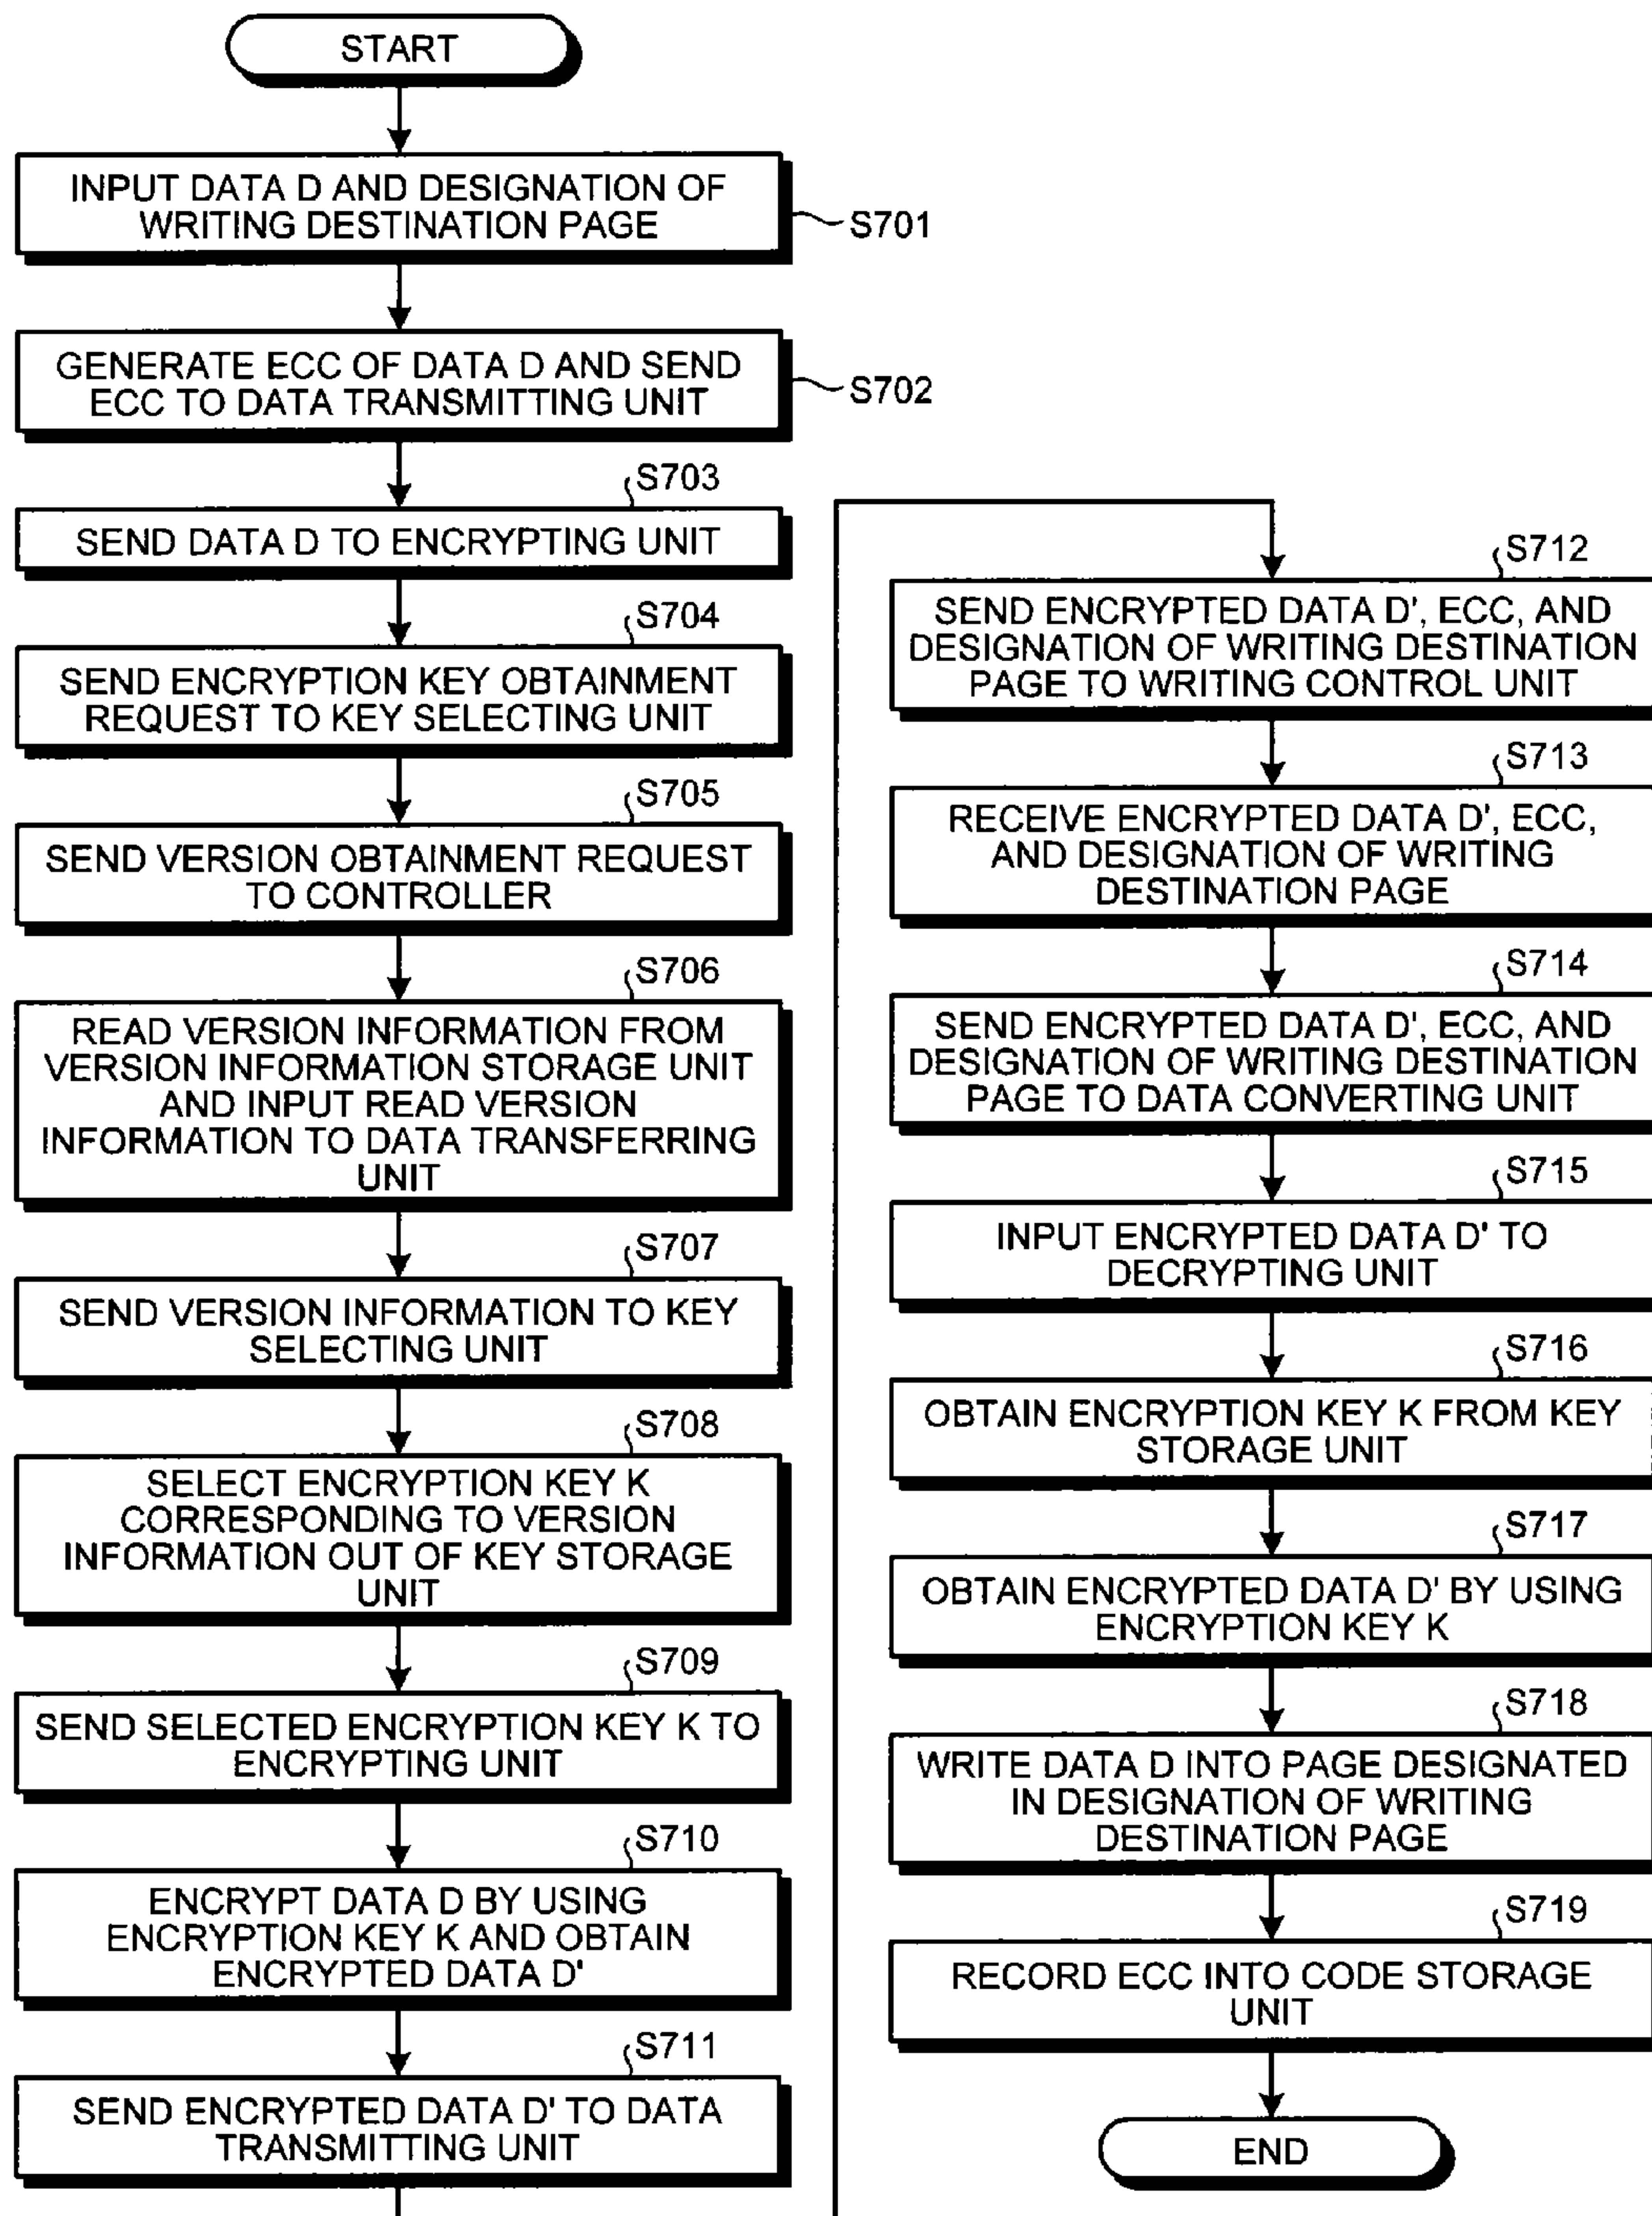 START
INPUT DATA D AND DESIGNATION OF
WRITING DESTINATION PAGE
S701
GENERATE ECC OF DATA D AND SEND
ECC TO DATA TRANSMITTING UNIT
S702
S703
SEND DATA D TO ENCRYPTING UNIT
S704
SEND ENCRYPTION KEY OBTAINMENT
REQUEST TO KEY SELECTING UNIT
S705
SEND VERSION OBTAINMENT REQUEST
TO CONTROLLER
S706
READ VERSION INFORMATION FROM
VERSION INFORMATION STORAGE UNIT
AND INPUT READ VERSION
INFORMATION TO DATA TRANSFERRING
UNIT
S707
SEND VERSION INFORMATION TO KEY
SELECTING UNIT
S708
SELECT ENCRYPTION KEY K
CORRESPONDING TO VERSION
INFORMATION OUT OF KEY STORAGE
UNIT
S709
SEND SELECTED ENCRYPTION KEY K TO
ENCRYPTING UNIT
S710
ENCRYPT DATA D BY USING
ENCRYPTION KEY K AND OBTAIN
ENCRYPTED DATA D'
S711
SEND ENCRYPTED DATA D' TO DATA
TRANSMITTING UNIT
S712
SEND ENCRYPTED DATA D', ECC, AND
DESIGNATION OF WRITING DESTINATION
PAGE TO WRITING CONTROL UNIT
S713
RECEIVE ENCRYPTED DATA D', ECC,
AND DESIGNATION OF WRITING
DESTINATION PAGE
S714
SEND ENCRYPTED DATA D', ECC, AND
DESIGNATION OF WRITING DESTINATION
PAGE TO DATA CONVERTING UNIT
S715
INPUT ENCRYPTED DATA D' TO
DECRYPTING UNIT
S716
OBTAIN ENCRYPTION KEY K FROM KEY
STORAGE UNIT
S717
OBTAIN ENCRYPTED DATA D' BY USING
ENCRYPTION KEY K
S718
WRITE DATA D INTO PAGE DESIGNATED
IN DESIGNATION OF WRITING
DESTINATION PAGE
S719
RECORD ECC INTO CODE STORAGE
UNIT
END